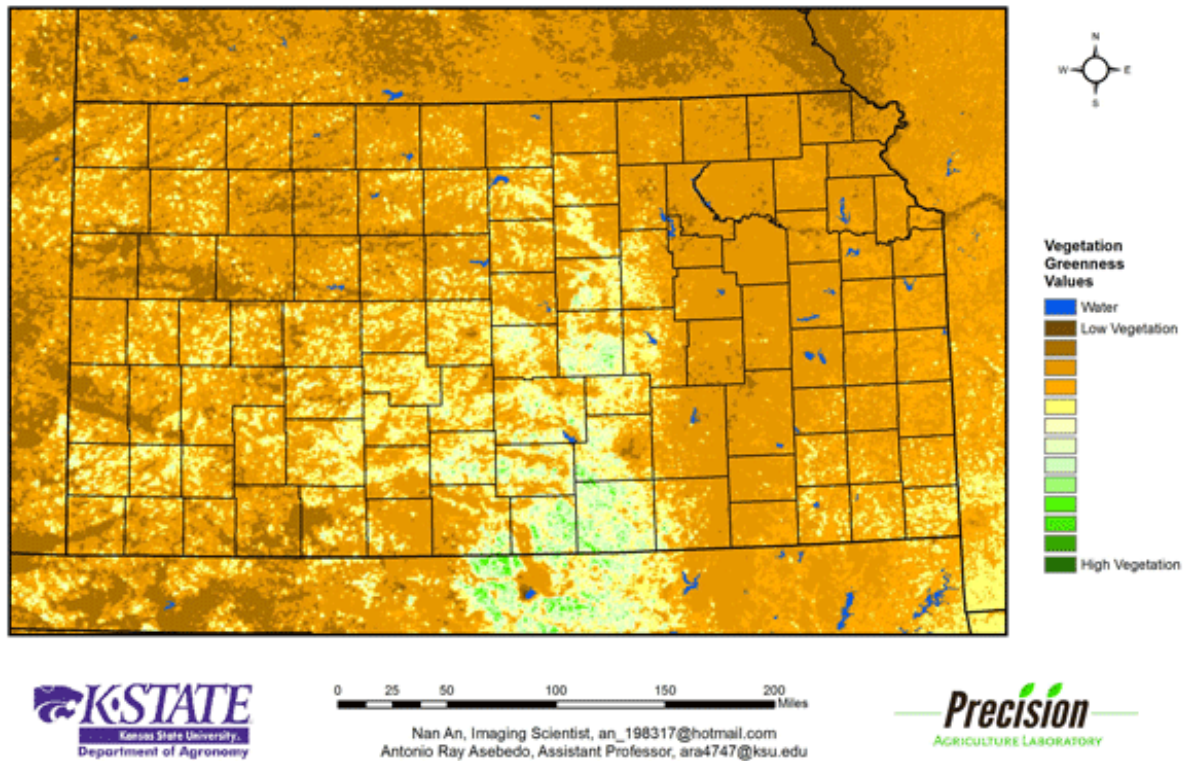 N
W E
S
Vegetation
Greenness
Values
Water
Low Vegetation
High Vegetation
K-STATE
Kansas State University.
Department of Agronomy
0 25 50 100 150 200
Miles
Nan An, Imaging Scientist, an_198317@hotmail.com
Antonio Ray Asebedo, Assistant Professor, ara4747@ksu.edu
Precision
AGRICULTURE LABORATORY